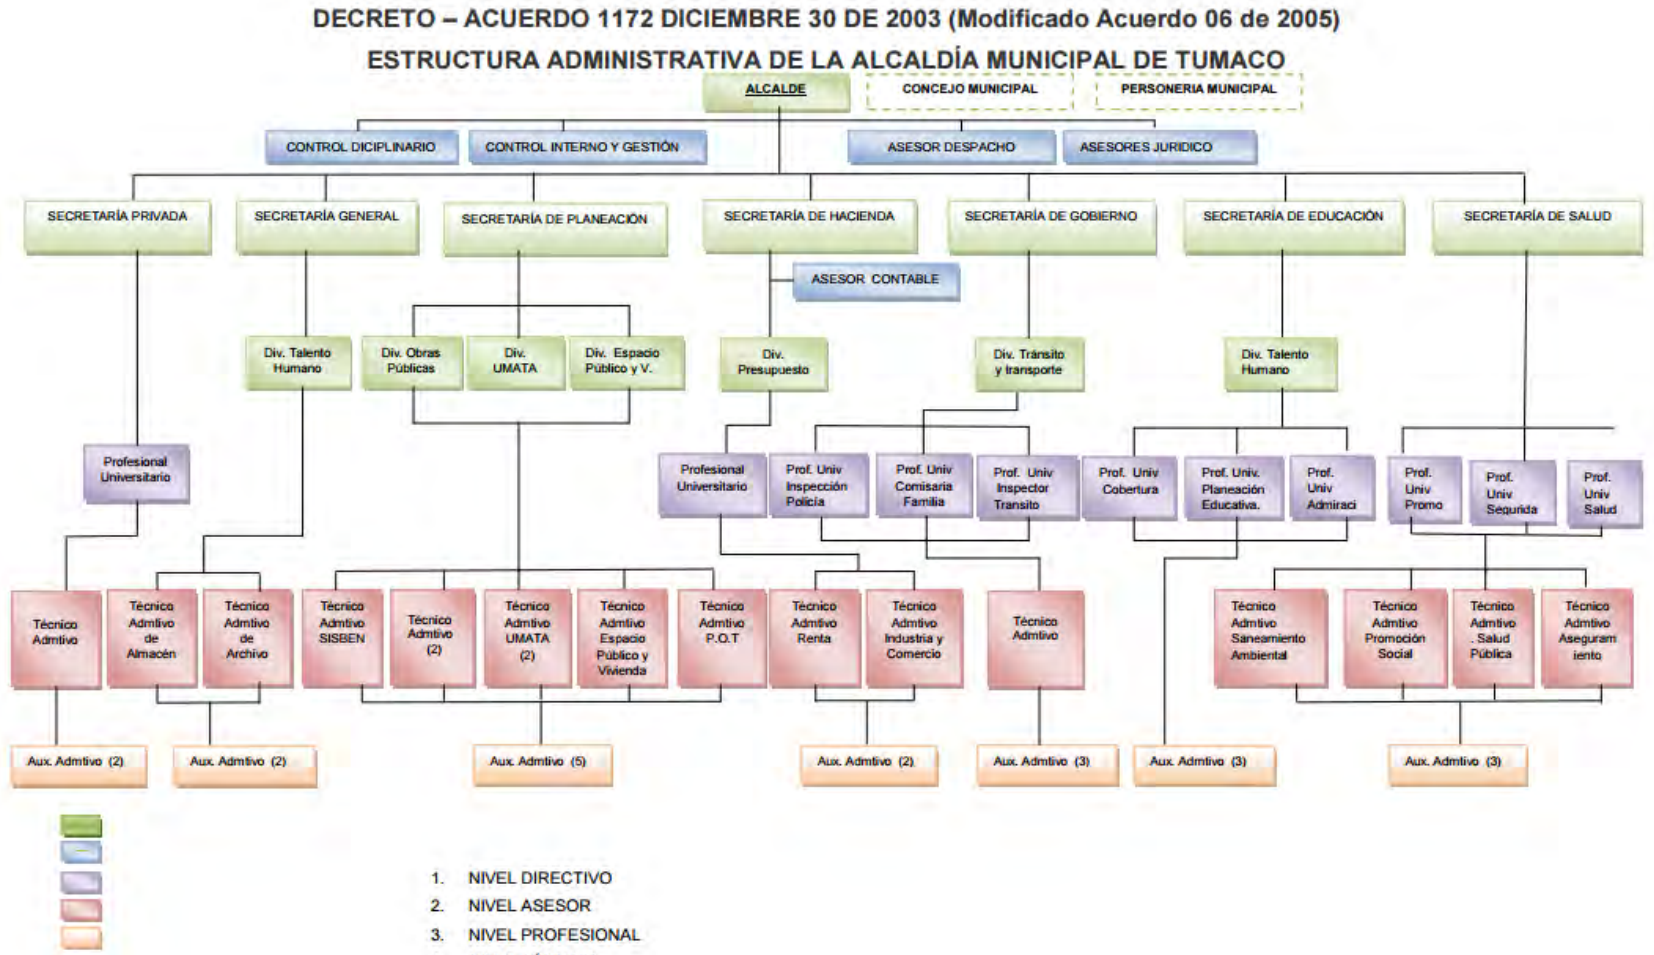 DECRETO – ACUERDO 1172 DICIEMBRE 30 DE 2003 (Modificado Acuerdo 06 de 2005)
ESTRUCTURA ADMINISTRATIVA DE LA ALCALDÍA MUNICIPAL DE TUMACO
ALCALDE
CONCEJO MUNICIPAL
PERSONERIA MUNICIPAL
CONTROL DICIPLINARIO
CONTROL INTERNO Y GESTIÓN
ASESOR DESPACHO
ASESORES JURIDICO
SECRETARÍA PRIVADA
SECRETARÍA GENERAL
SECRETARÍA DE PLANEACIÓN
SECRETARÍA DE HACIENDA
SECRETARÍA DE GOBIERNO
SECRETARÍA DE EDUCACIÓN
SECRETARÍA DE SALUD
ASESOR CONTABLE
Div. Talento
Humano
Div. Obras
Públicas
Div.
UMATA
Div. Espacio
Público y V.
Div.
Presupuesto
Div. Tránsito
y transporte
Div. Talento
Humano
Profesional
Universitario
Profesional
Universitario
Prof. Univ
Inspección
Policía
Prof. Univ
Comisaria
Familia
Prof. Univ
Inspector
Transito
Prof. Univ
Cobertura
Prof. Univ.
Planeación
Educativa.
Prof.
Univ
Admiraci
Prof.
Univ
Promo
Prof.
Univ
Segurida
Prof.
Univ
Salud
Técnico
Admtivo
Técnico
Admtivo
de
Almacén
Técnico
Admtivo
de
Archivo
Técnico
Admtivo
SISBEN
Técnico
Admtivo
(2)
Técnico
Admtivo
UMATA
(2)
Técnico
Admtivo
Espacio
Público y
Vivienda
Técnico
Admtivo
P.O.T
Técnico
Admtivo
Renta
Técnico
Admtivo
Industria y
Comercio
Técnico
Admtivo
Técnico
Admtivo
Saneamiento
Ambiental
Técnico
Admtivo
Promoción
Social
Técnico
Admtivo
. Salud
Pública
Técnico
Admtivo
Aseguram
iento
Aux. Admtivo (2)
Aux. Admtivo (2)
Aux. Admtivo (5)
Aux. Admtivo (2)
Aux. Admtivo (3)
Aux. Admtivo (3)
Aux. Admtivo (3)
1. NIVEL DIRECTIVO
2. NIVEL ASESOR
3. NIVEL PROFESIONAL